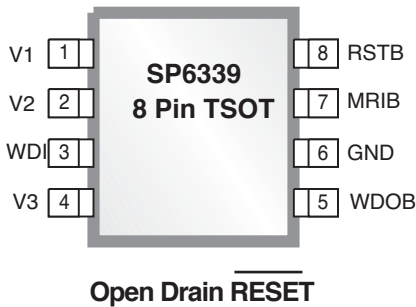 V1 1
V2 2
WDI 3
V3 4
SP6339
8 Pin TSOT
8 RSTB
7 MRIB
6 GND
5 WDOB
Open Drain RESET